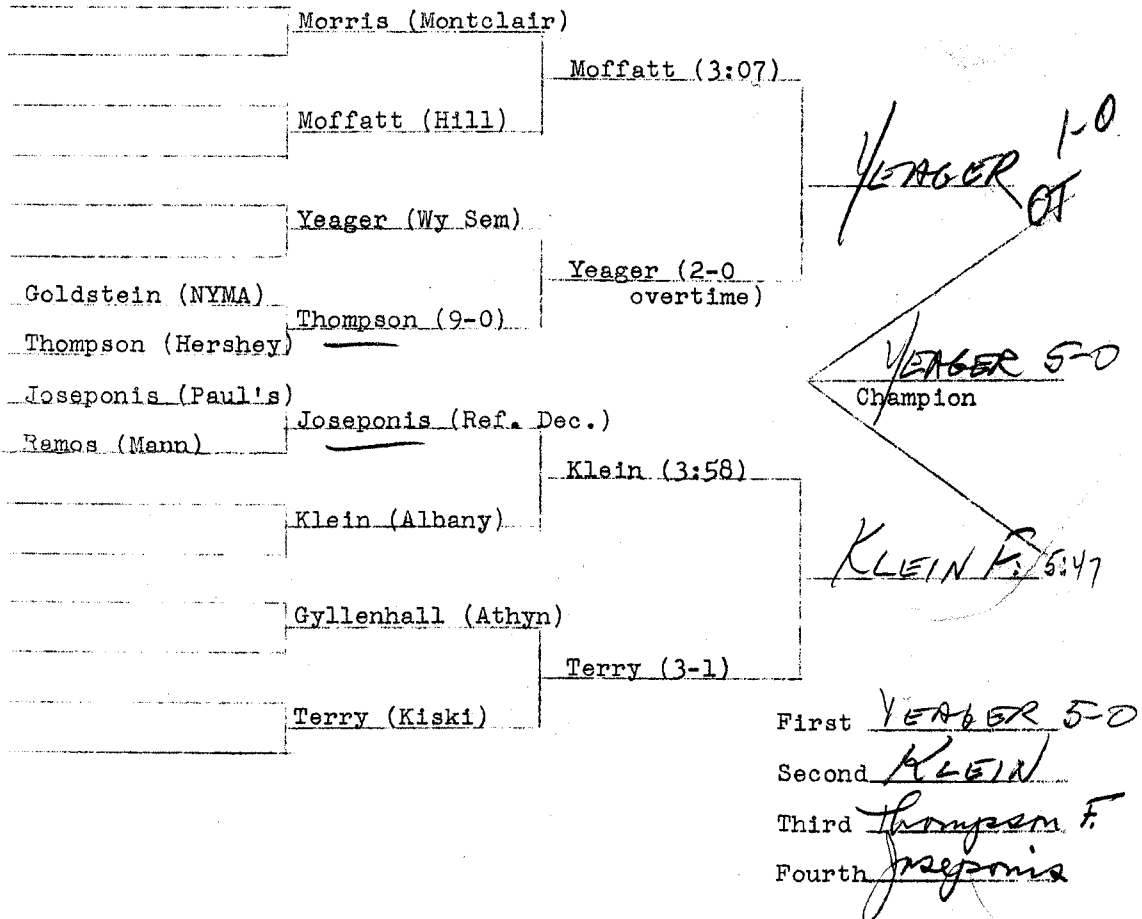 Morris (Montclair)
Moffatt (3:07)
Moffatt (Hill)
YEAGER 1-0
OT
Yeager (Wy Sem)
Yeager (2-0
overtime)
Goldstein (NYMA)
Thompson (9-0)
Thompson (Hershey)
YEAGER 5-0
Champion
Joseponis (Paul's)
Joseponis (Ref. Dec.)
Ramos (Mann)
Klein (3:58)
Klein (Albany)
KLEIN F. 5:47
Gyllenhall (Athyn)
Terry (3-1)
Terry (Kiski)
First YEAGER 5-0
Second KLEIN
Third Thompson F.
Fourth Joseponis